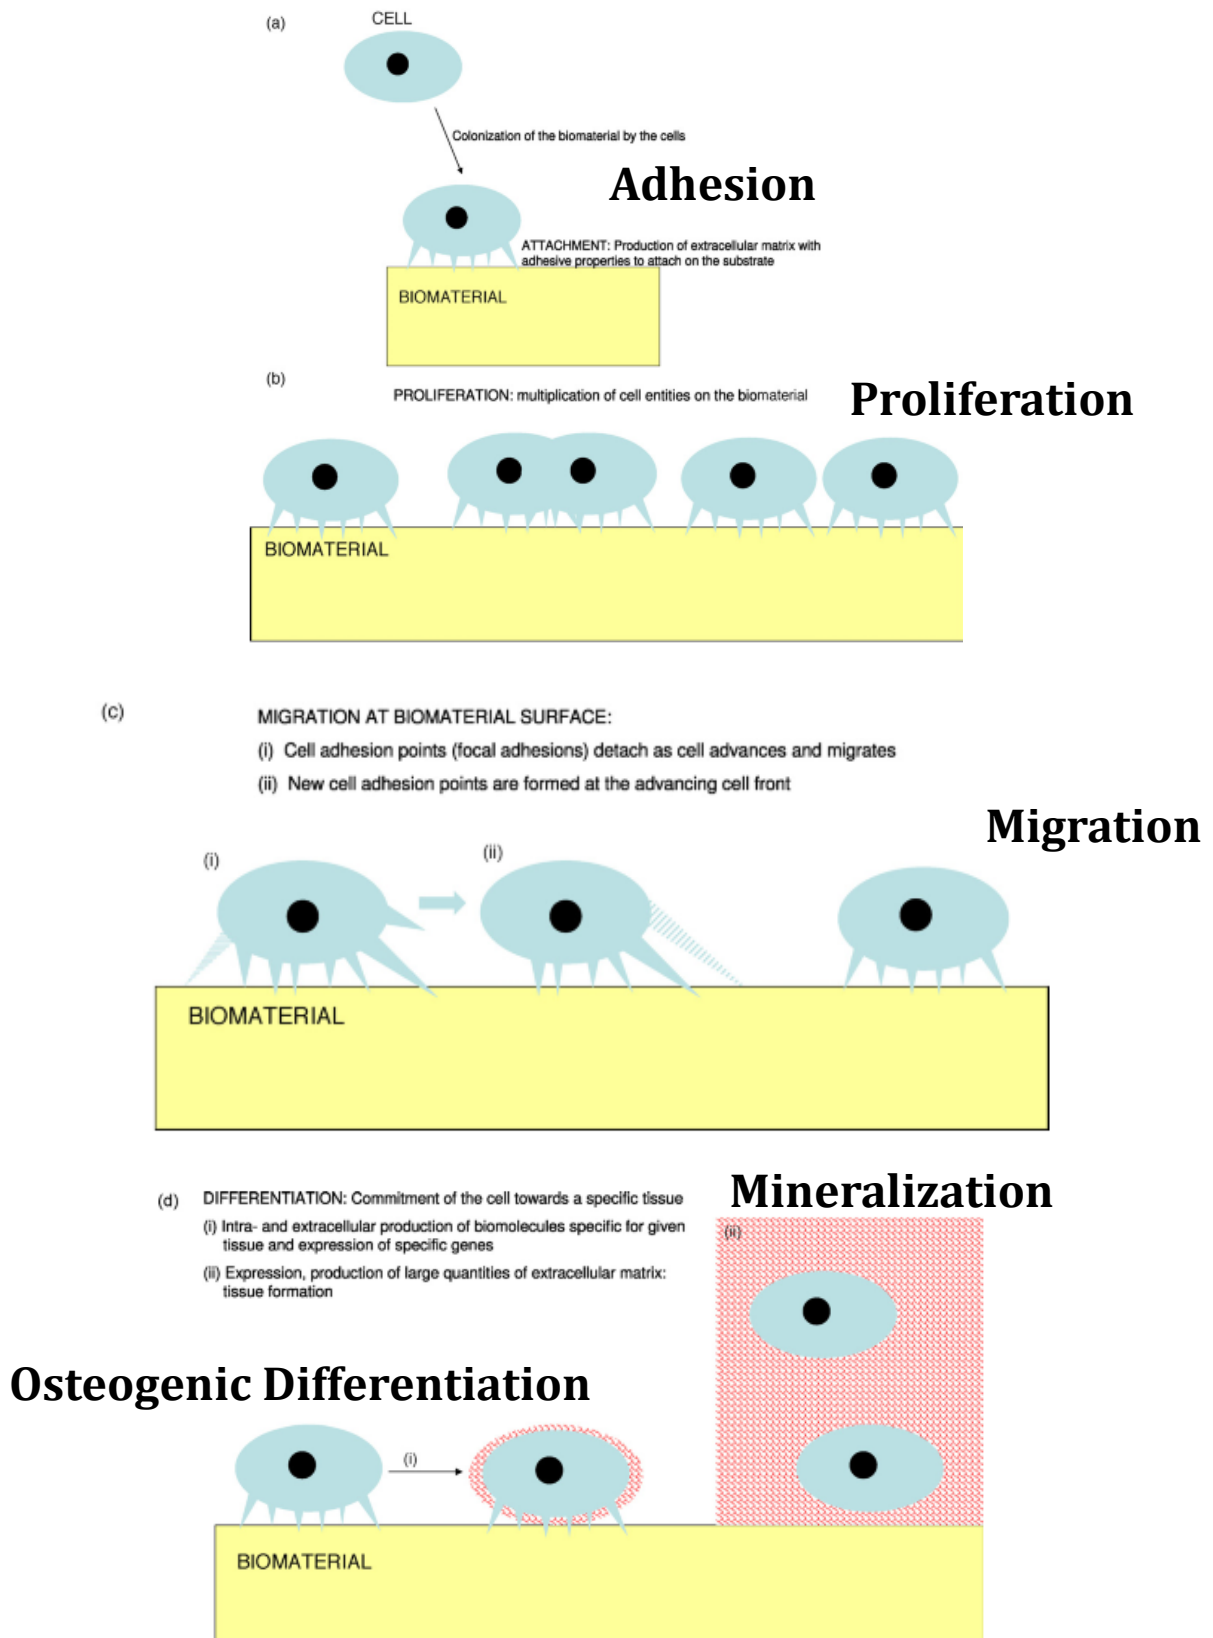 (a)
CELL
Colonization of the biomaterial by the cells
Adhesion
ATTACHMENT: Production of extracellular matrix with
adhesive properties to attach on the substrate
BIOMATERIAL
(b)
PROLIFERATION: multiplication of cell entities on the biomaterial
Proliferation
BIOMATERIAL
(c)
MIGRATION AT BIOMATERIAL SURFACE:
(i) Cell adhesion points (focal adhesions) detach as cell advances and migrates
(ii) New cell adhesion points are formed at the advancing cell front
Migration
(i)
(ii)
BIOMATERIAL
(d)
DIFFERENTIATION: Commitment of the cell towards a specific tissue
(i) Intra- and extracellular production of biomolecules specific for given
tissue and expression of specific genes
(ii) Expression, production of large quantities of extracellular matrix:
tissue formation
Mineralization
(ii)
Osteogenic Differentiation
(i)
BIOMATERIAL